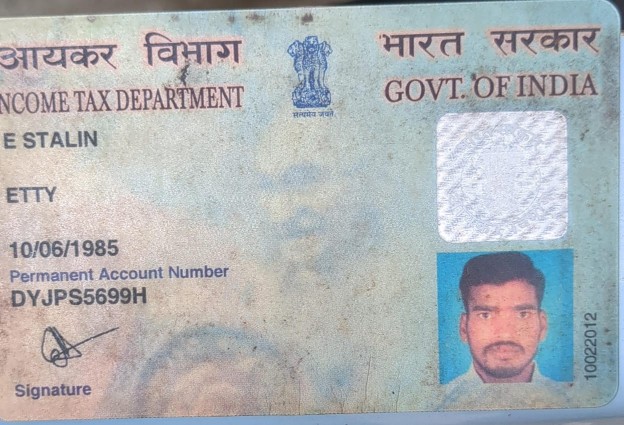 आयकर विभाग
INCOME TAX DEPARTMENT
सत्यमेव जयते
भारत सरकार
GOVT. OF INDIA
E STALIN
ETTY
10/06/1985
Permanent Account Number
DYJPS5699H
Signature
10022012